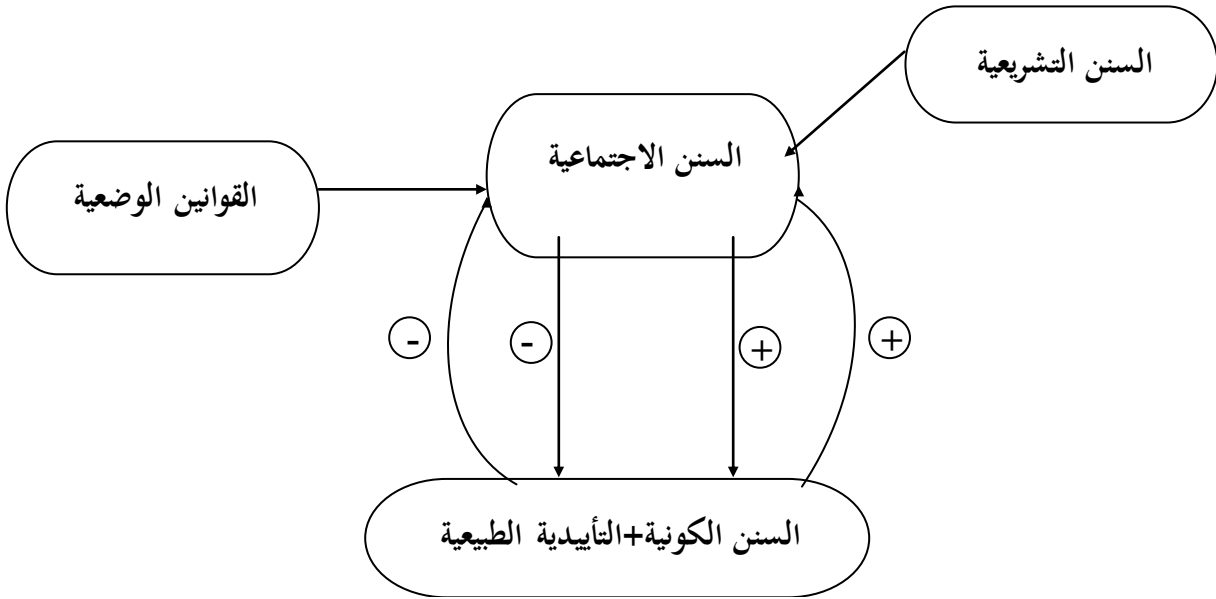 السنن التشريعية
السنن الاجتماعية
القوانين الوضعية
- - + +
السنن الكونية+التأييدية الطبيعية